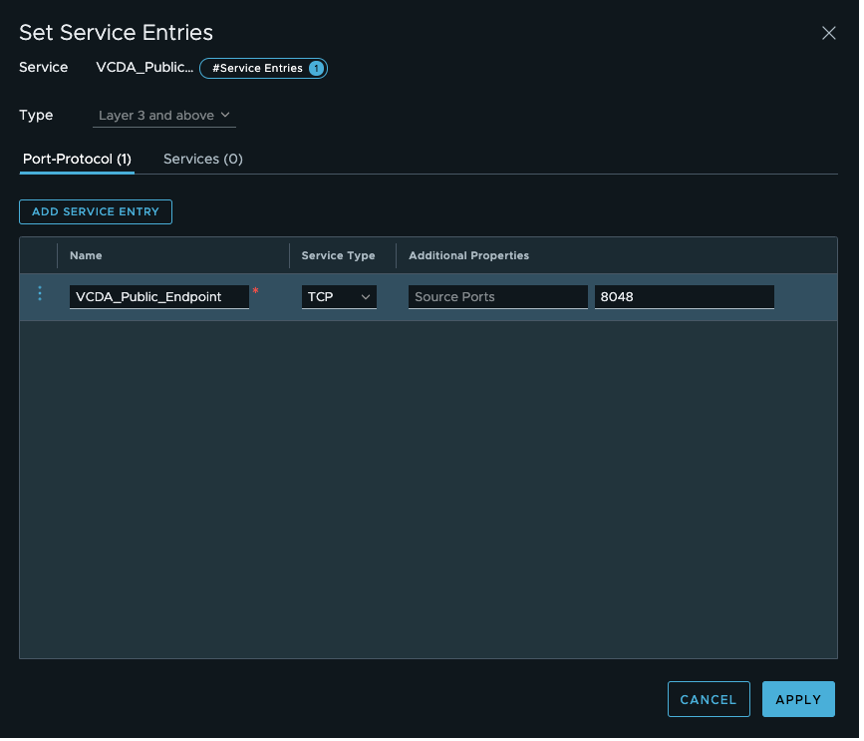 Set Service Entries
Service VCDA_Public... #Service Entries 1
Type Layer 3 and above
Port-Protocol (1) Services (0)
ADD SERVICE ENTRY
Name Service Type Additional Properties
VCDA_Public_Endpoint * TCP Source Ports 8048
CANCEL APPLY